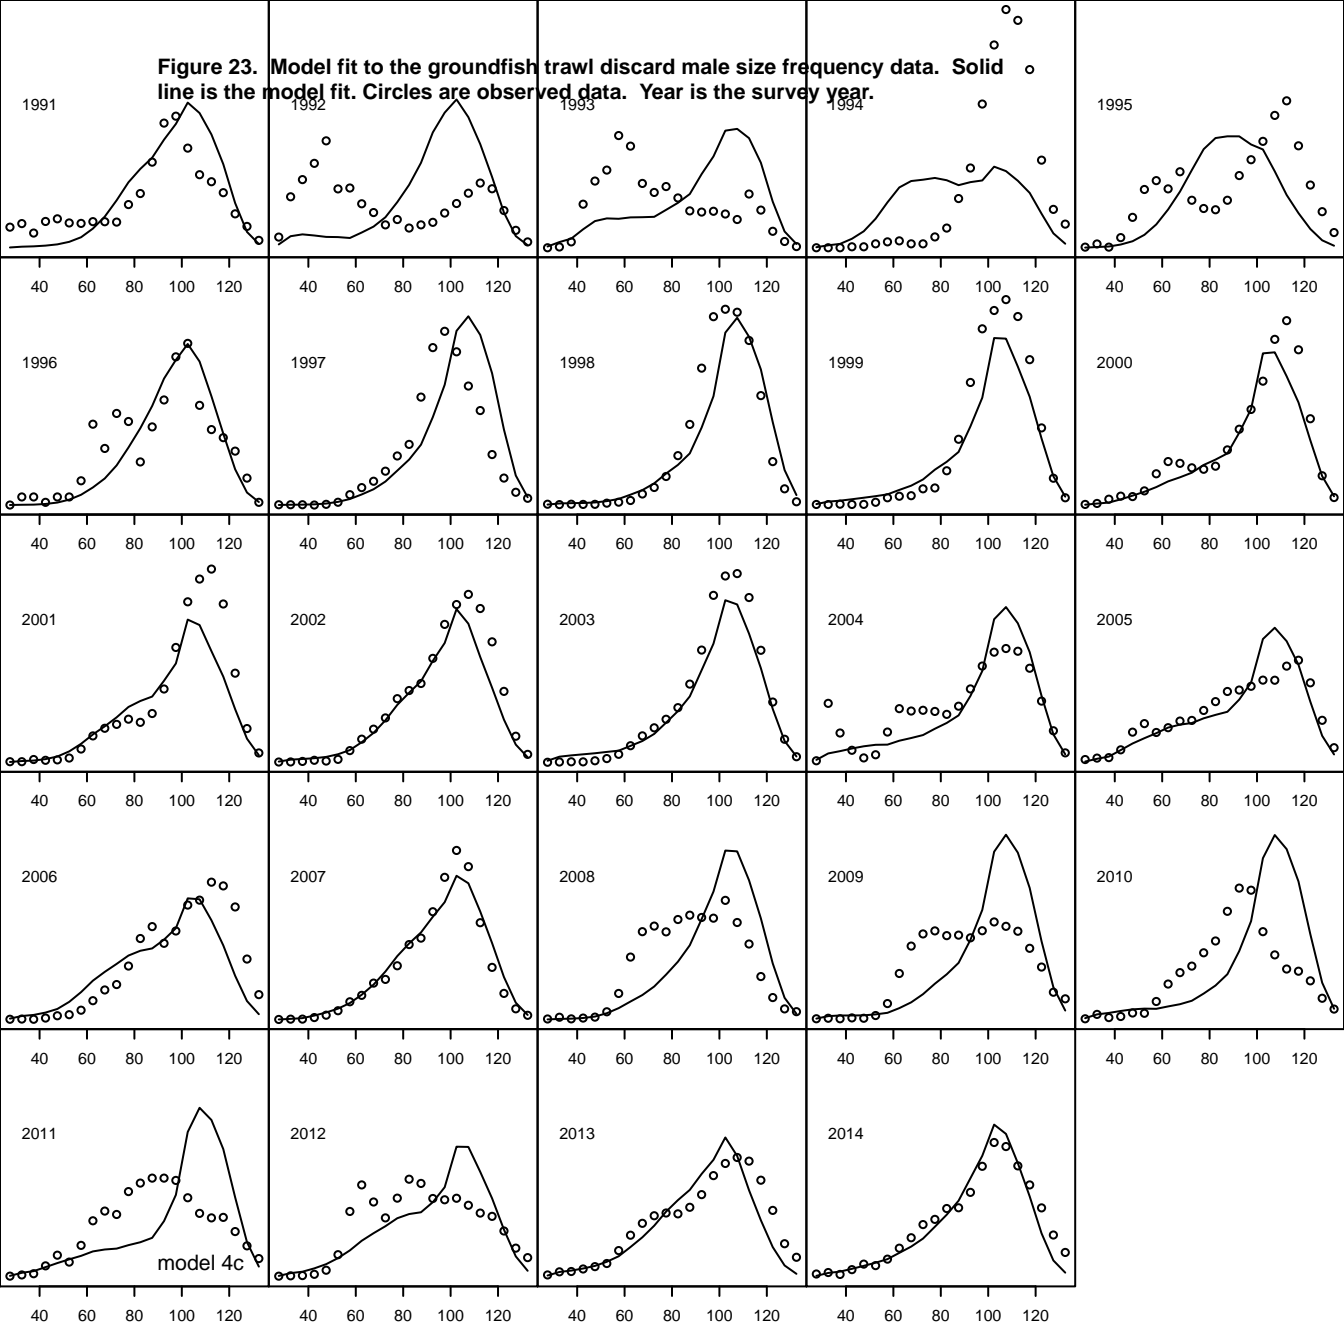 Figure 23.  Model fit to the groundfish trawl discard male size frequency data.  Solid
line is the model fit. Circles are observed data.  Year is the survey year.
1991 1992 1993 1994 1995
40 60 80 100 120 40 60 80 100 120 40 60 80 100 120 40 60 80 100 120 40 60 80 100 120
1996 1997 1998 1999 2000
40 60 80 100 120 40 60 80 100 120 40 60 80 100 120 40 60 80 100 120 40 60 80 100 120
2001 2002 2003 2004 2005
40 60 80 100 120 40 60 80 100 120 40 60 80 100 120 40 60 80 100 120 40 60 80 100 120
2006 2007 2008 2009 2010
40 60 80 100 120 40 60 80 100 120 40 60 80 100 120 40 60 80 100 120 40 60 80 100 120
2011 2012 2013 2014
model 4c
40 60 80 100 120 40 60 80 100 120 40 60 80 100 120 40 60 80 100 120